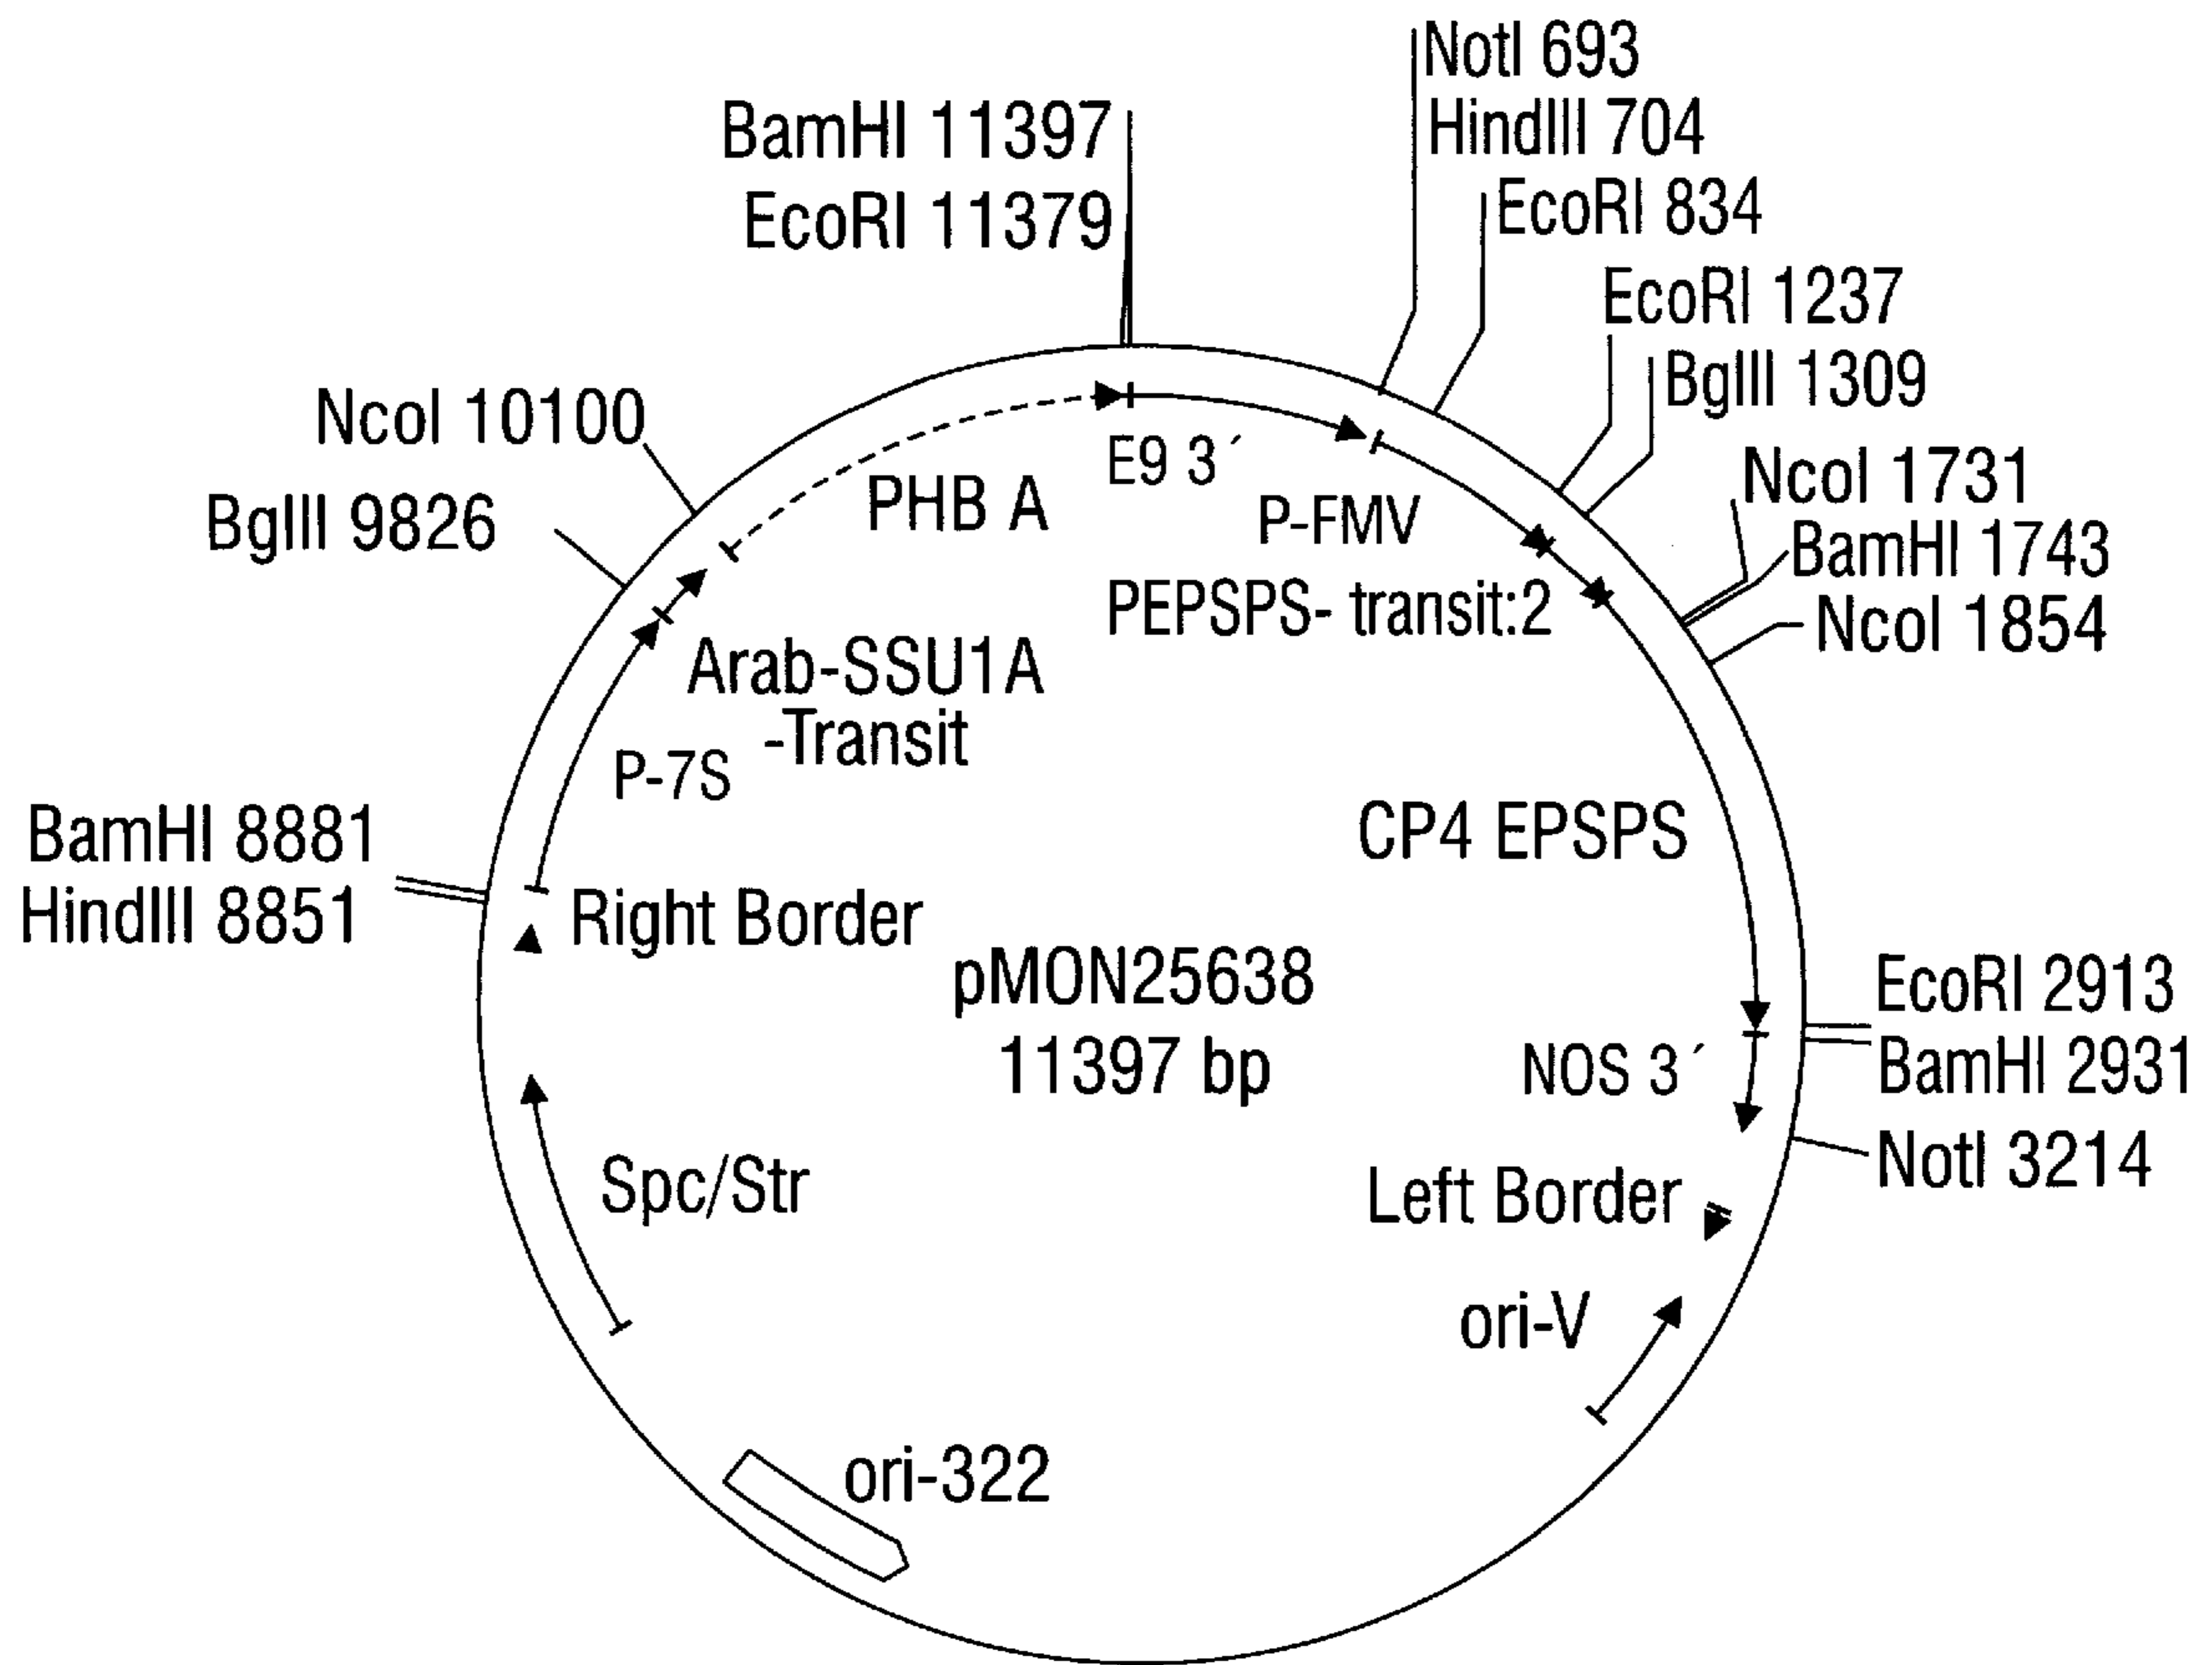 NotI 693
HindIII 704
BamHI 11397
EcoRI 11379
EcoRI 834
EcoRI 1237
BglII 1309
NcoI 10100
BglII 9826
NcoI 1731
BamHI 1743
NcoI 1854
E9 3´
PHB A
P-FMV
PEPSPS- transit:2
Arab-SSU1A
-Transit
P-7S
CP4 EPSPS
BamHI 8881
HindIII 8851
Right Border
pMON25638
11397 bp
EcoRI 2913
BamHI 2931
NOS 3´
NotI 3214
Left Border
Spc/Str
ori-V
ori-322